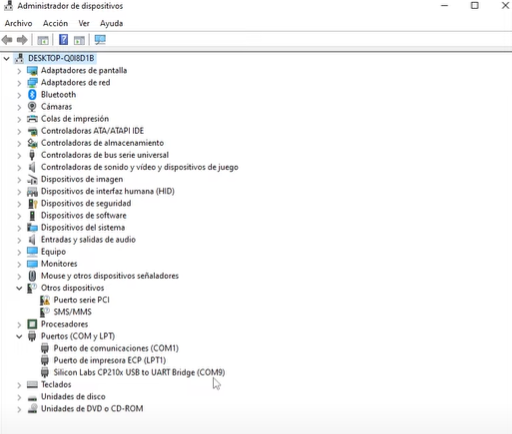 Administrador de dispositivos
Archivo Acción Ver Ayuda
DESKTOP-Q0I8D1B
Adaptadores de pantalla
Adaptadores de red
Bluetooth
Cámaras
Colas de impresión
Controladoras ATA/ATAPI IDE
Controladoras de almacenamiento
Controladoras de bus serie universal
Controladoras de sonido y vídeo y dispositivos de juego
Dispositivos de imagen
Dispositivos de interfaz humana (HID)
Dispositivos de seguridad
Dispositivos de software
Dispositivos del sistema
Entradas y salidas de audio
Equipo
Monitores
Mouse y otros dispositivos señaladores
Otros dispositivos
Puerto serie PCI
SMS/MMS
Procesadores
Puertos (COM y LPT)
Puerto de comunicaciones (COM1)
Puerto de impresora ECP (LPT1)
Silicon Labs CP210x USB to UART Bridge (COM9)
Teclados
Unidades de disco
Unidades de DVD o CD-ROM